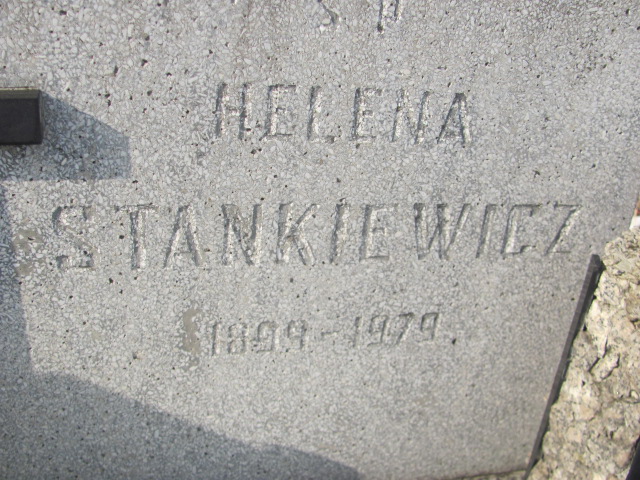 Ś P
HELENA
STANKIEWICZ
1899-1979